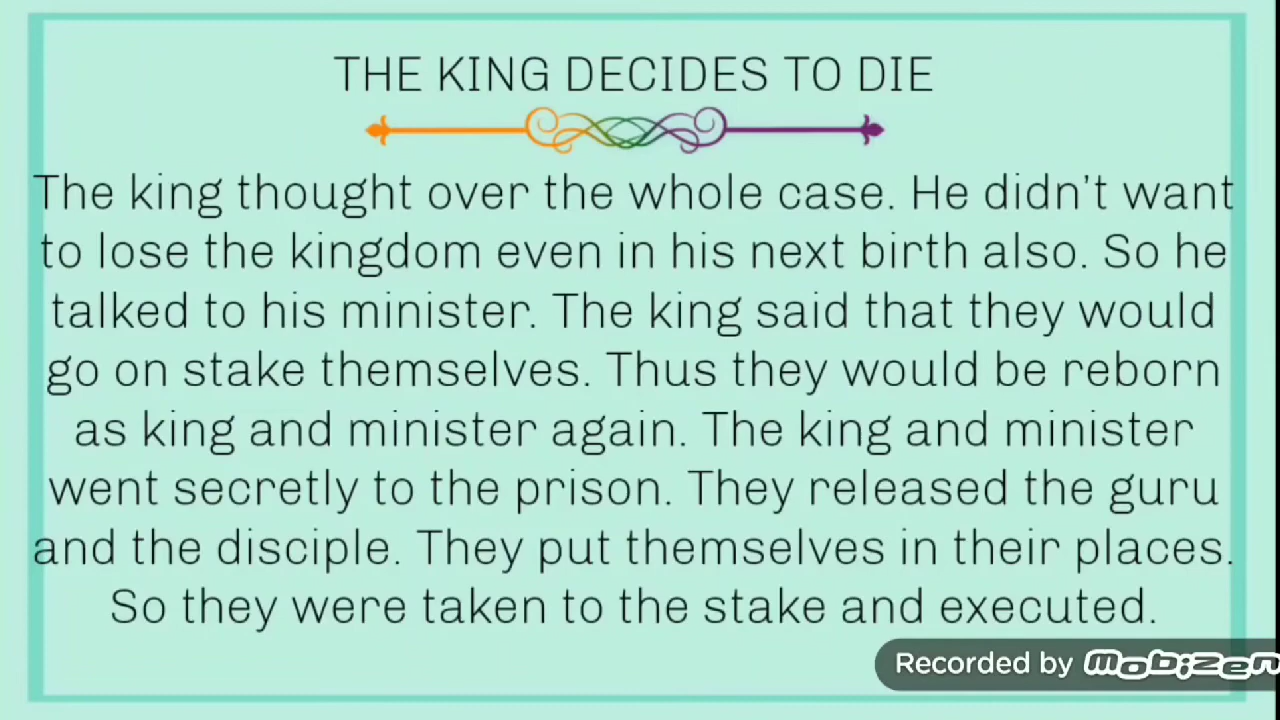 THE KING DECIDES TO DIE
The king thought over the whole case. He didn't want
to lose the kingdom even in his next birth also. So he
talked to his minister. The king said that they would
go on stake themselves. Thus they would be reborn
as king and minister again. The king and minister
went secretly to the prison. They released the guru
and the disciple. They put themselves in their places.
So they were taken to the stake and executed.
Recorded by Mobizen